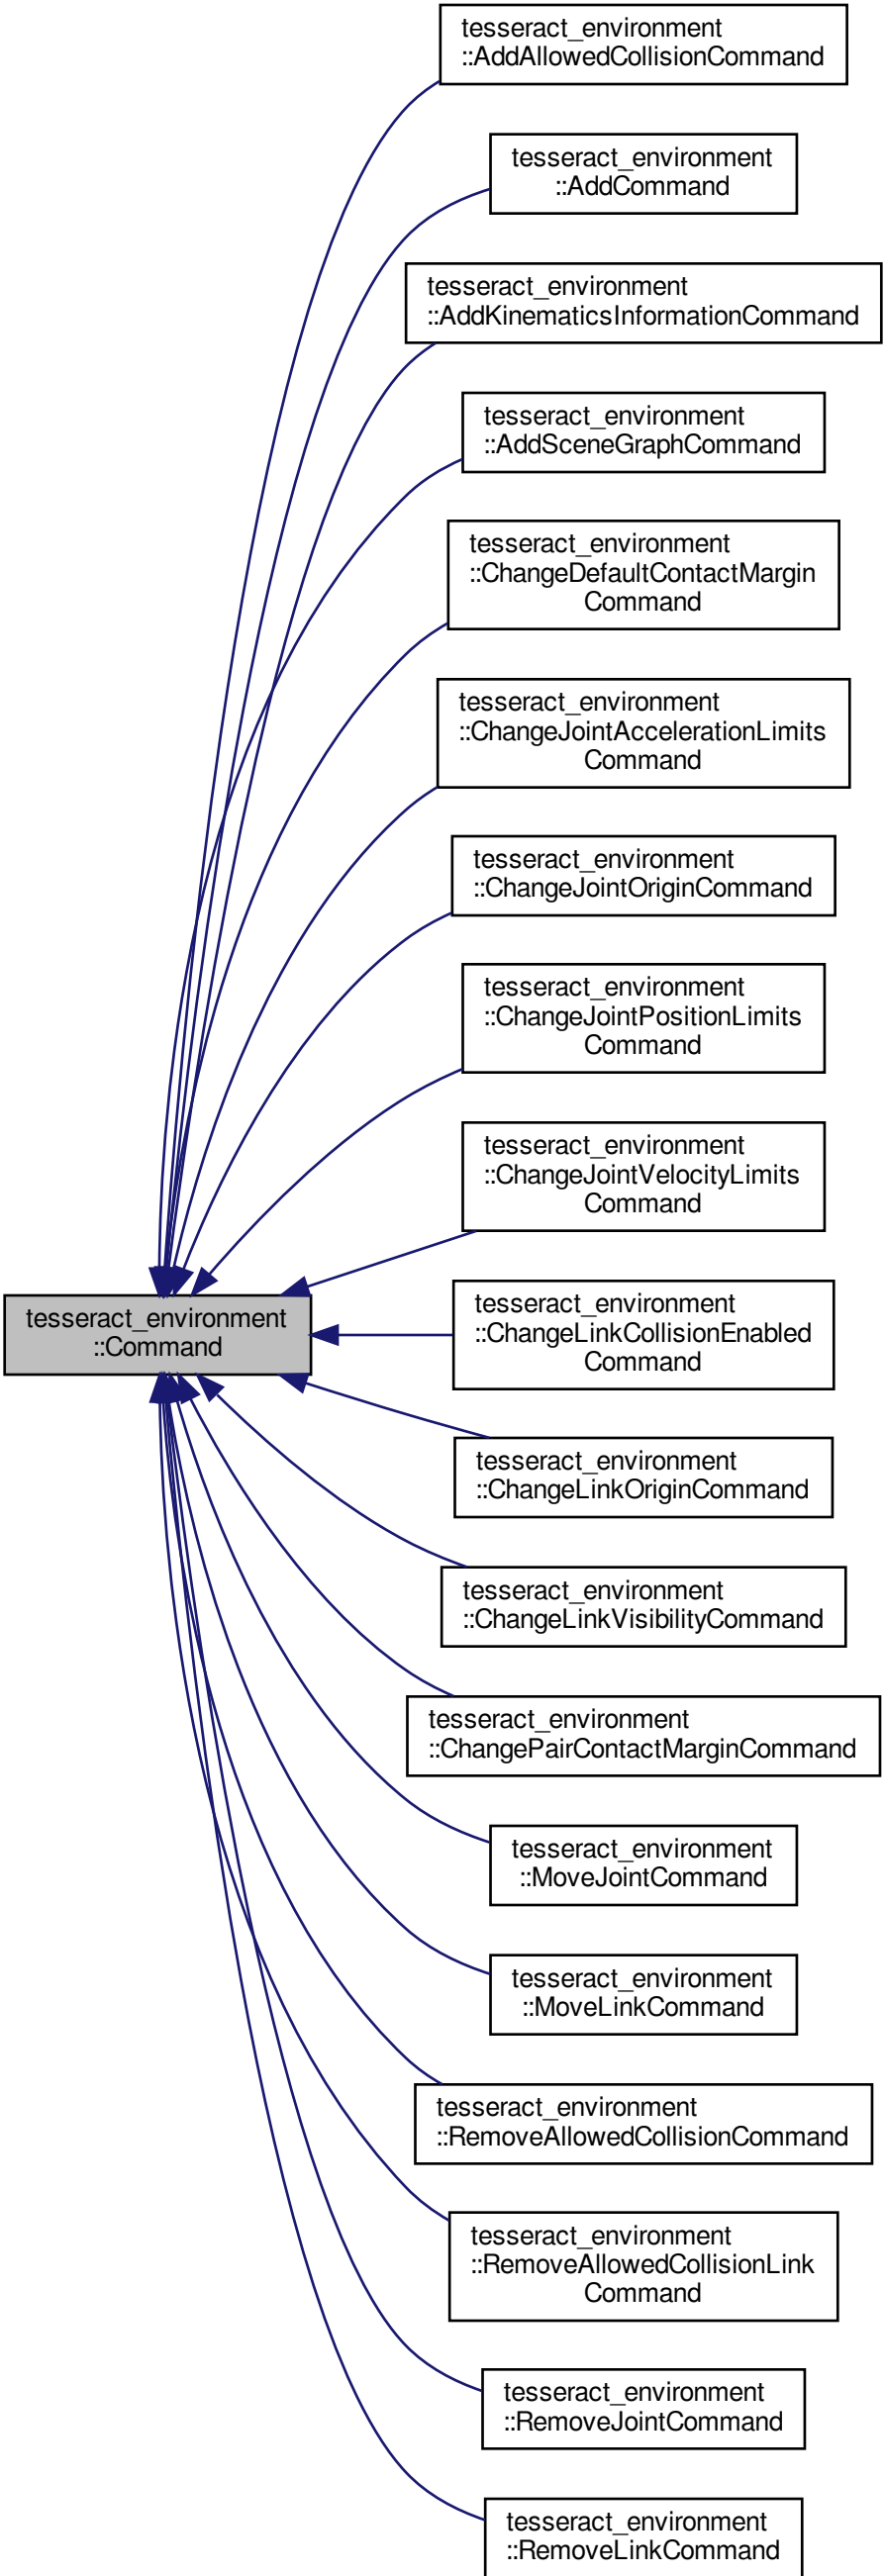 tesseract_environment
::AddAllowedCollisionCommand
tesseract_environment
::AddCommand
tesseract_environment
::AddKinematicsInformationCommand
tesseract_environment
::AddSceneGraphCommand
tesseract_environment
::ChangeDefaultContactMargin
Command
tesseract_environment
::ChangeJointAccelerationLimits
Command
tesseract_environment
::ChangeJointOriginCommand
tesseract_environment
::ChangeJointPositionLimits
Command
tesseract_environment
::ChangeJointVelocityLimits
Command
tesseract_environment
::Command
tesseract_environment
::ChangeLinkCollisionEnabled
Command
tesseract_environment
::ChangeLinkOriginCommand
tesseract_environment
::ChangeLinkVisibilityCommand
tesseract_environment
::ChangePairContactMarginCommand
tesseract_environment
::MoveJointCommand
tesseract_environment
::MoveLinkCommand
tesseract_environment
::RemoveAllowedCollisionCommand
tesseract_environment
::RemoveAllowedCollisionLink
Command
tesseract_environment
::RemoveJointCommand
tesseract_environment
::RemoveLinkCommand